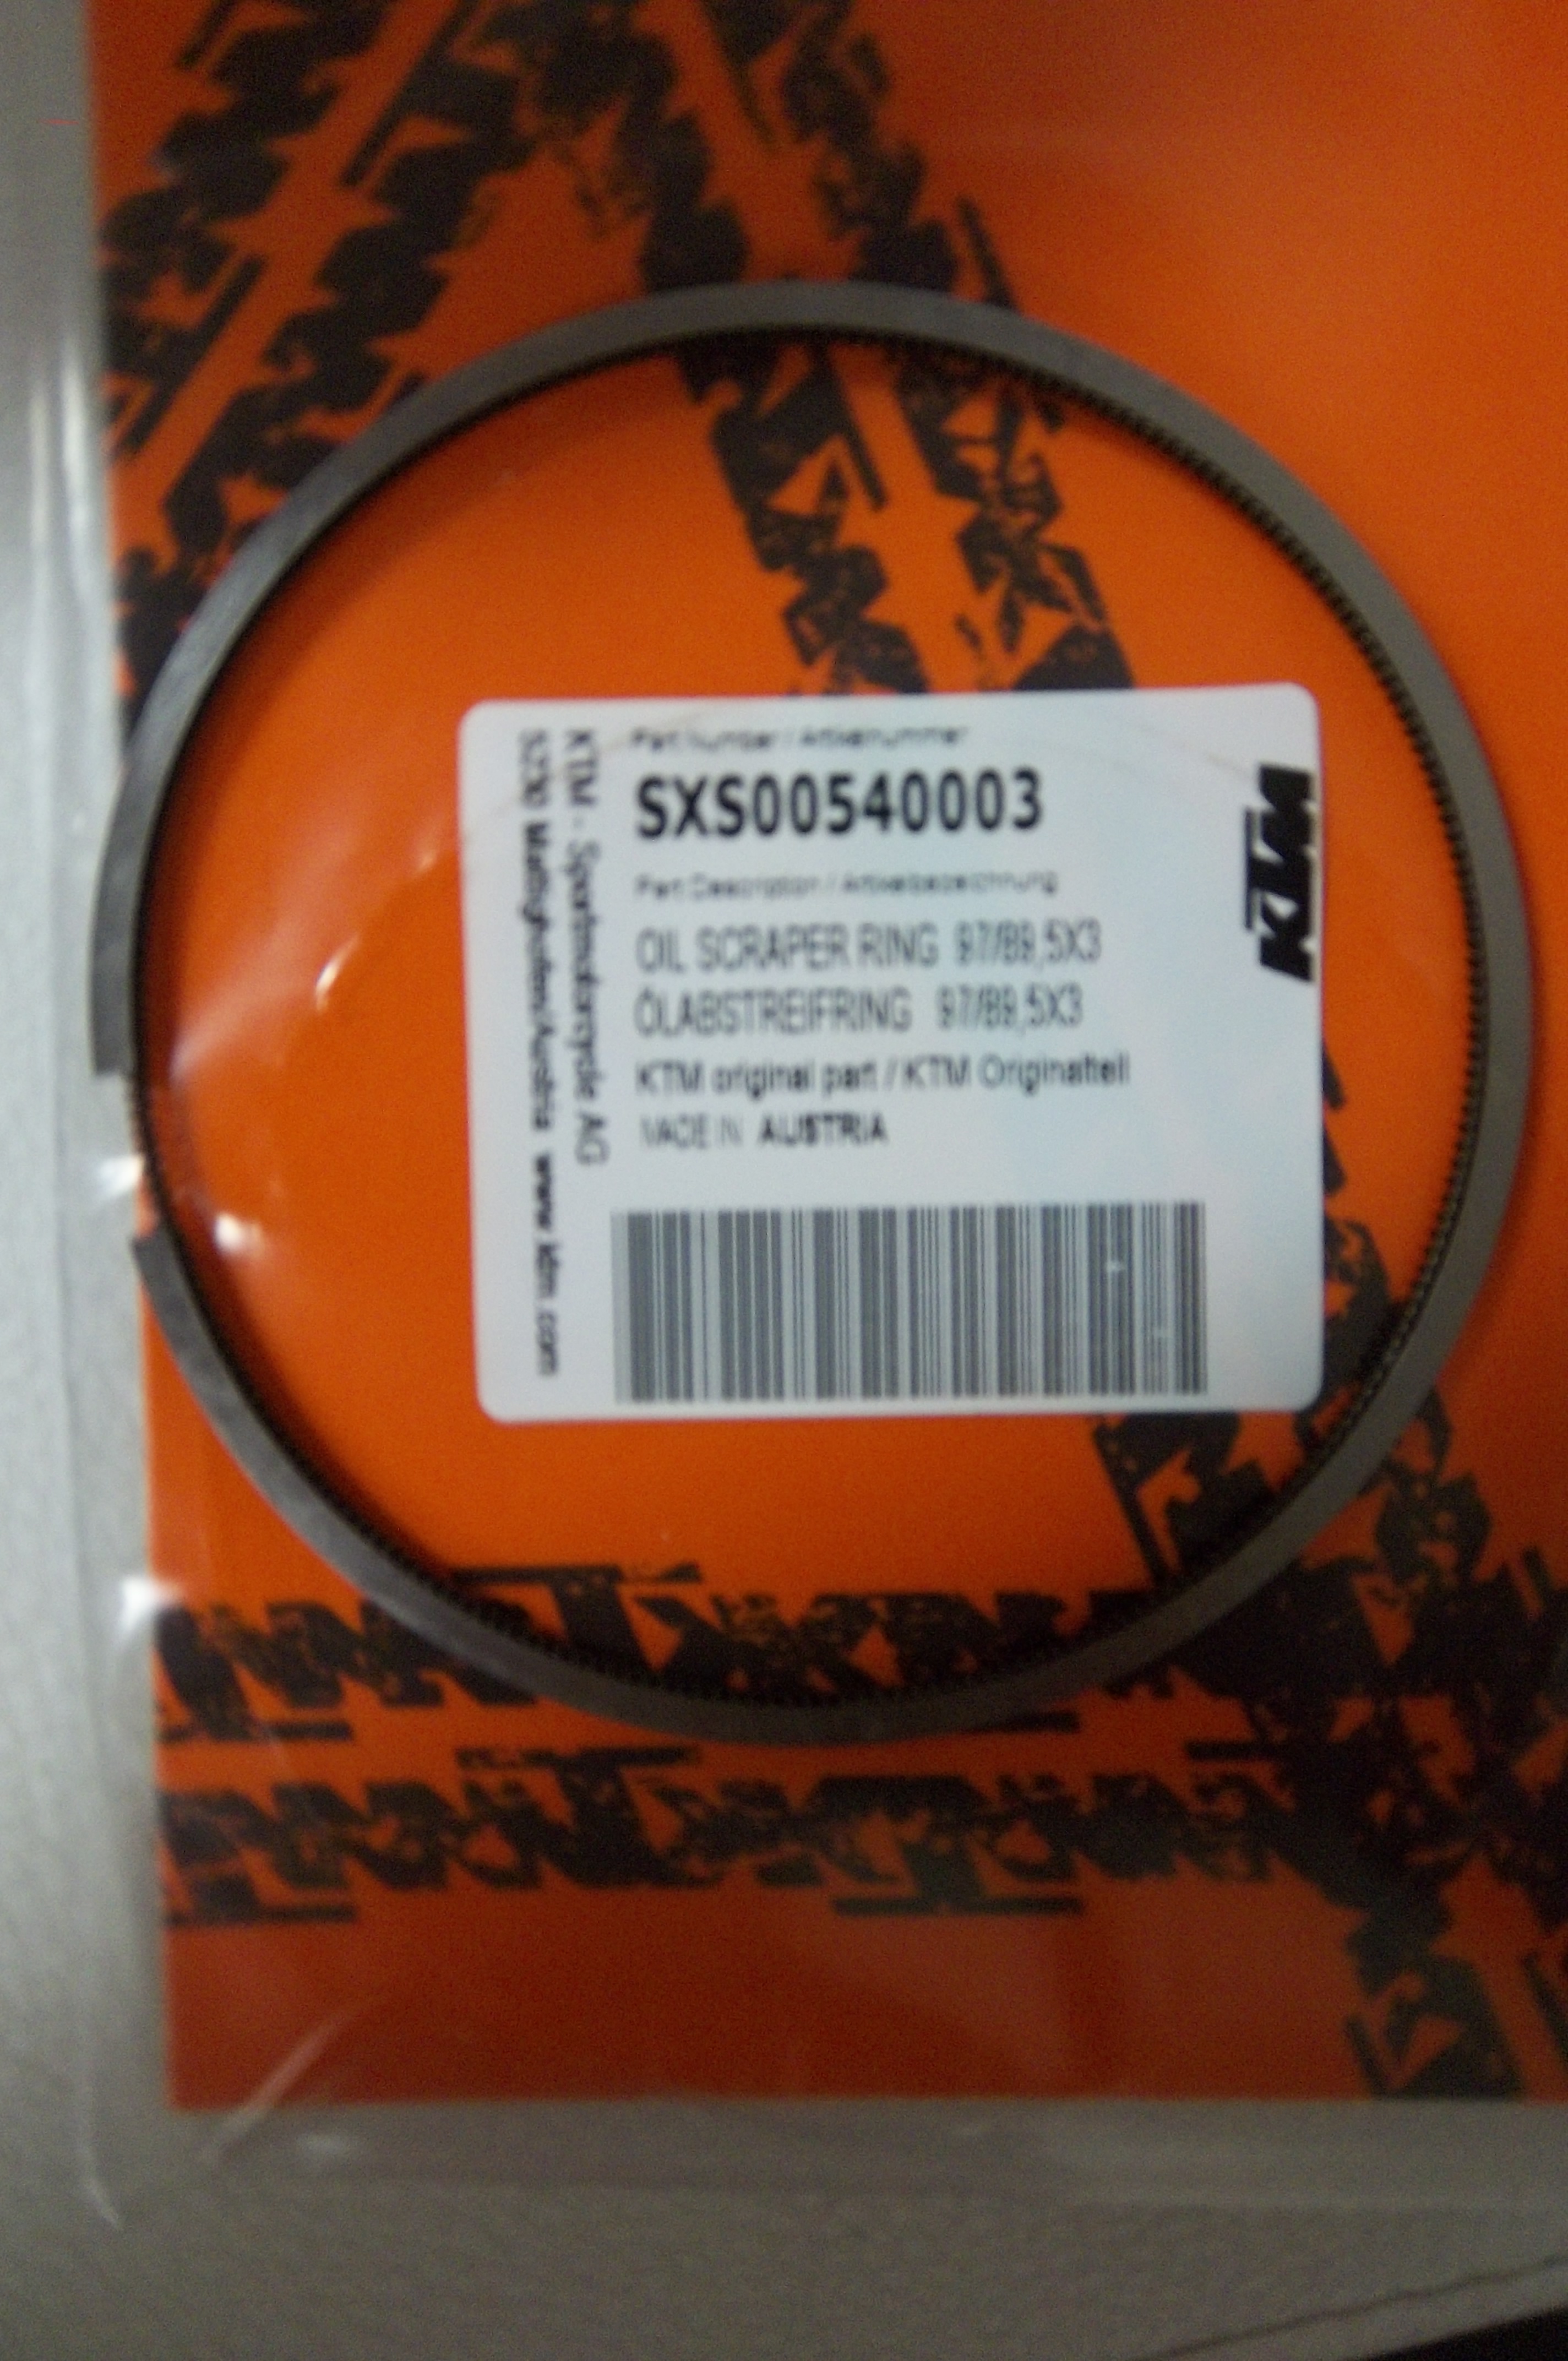 Part Number / Artikelnummer
SXS00540003
Part Description / Artikelbezeichnung
OIL SCRAPER RING 97/89,5X3
ÖLABSTREIFRING 97/89,5X3
KTM original part / KTM Originalteil
MADE IN AUSTRIA
KTM - Sportmotorcycle AG
5230 Mattighofen/Austria www.ktm.com
KTM